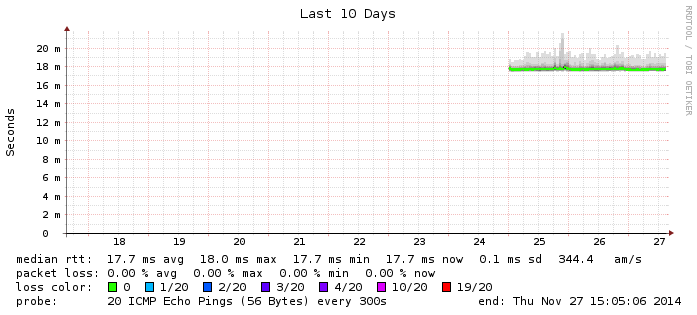 Last 10 Days
RRDTOOL / TOBI OETIKER
Seconds
20 m
18 m
16 m
14 m
12 m
10 m
8 m
6 m
4 m
2 m
0
18 19 20 21 22 23 24 25 26 27
median rtt: 17.7 ms avg 18.0 ms max 17.7 ms min 17.7 ms now 0.1 ms sd 344.4 am/s
packet loss: 0.00 % avg 0.00 % max 0.00 % min 0.00 % now
loss color: 0 1/20 2/20 3/20 4/20 10/20 19/20
probe: 20 ICMP Echo Pings (56 Bytes) every 300s end: Thu Nov 27 15:05:06 2014